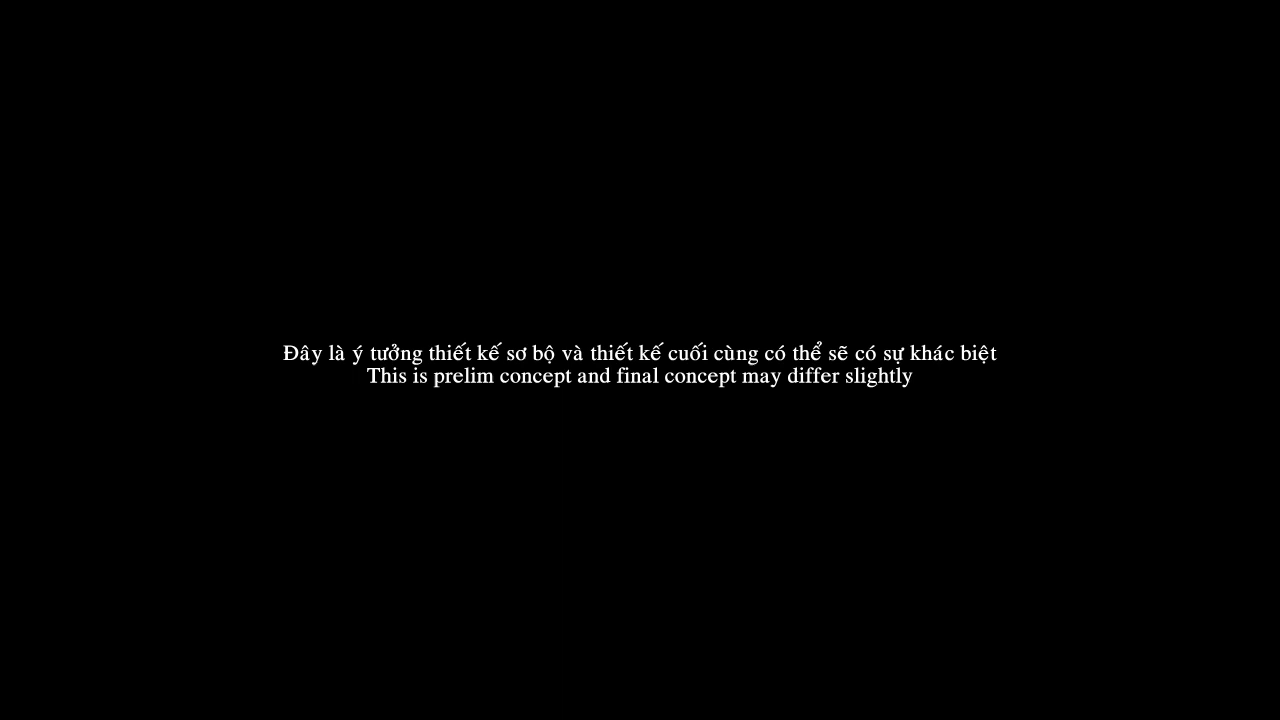 Đây là ý tưởng thiết kế sơ bộ và thiết kế cuối cùng có thể sẽ có sự khác biệt
This is prelim concept and final concept may differ slightly